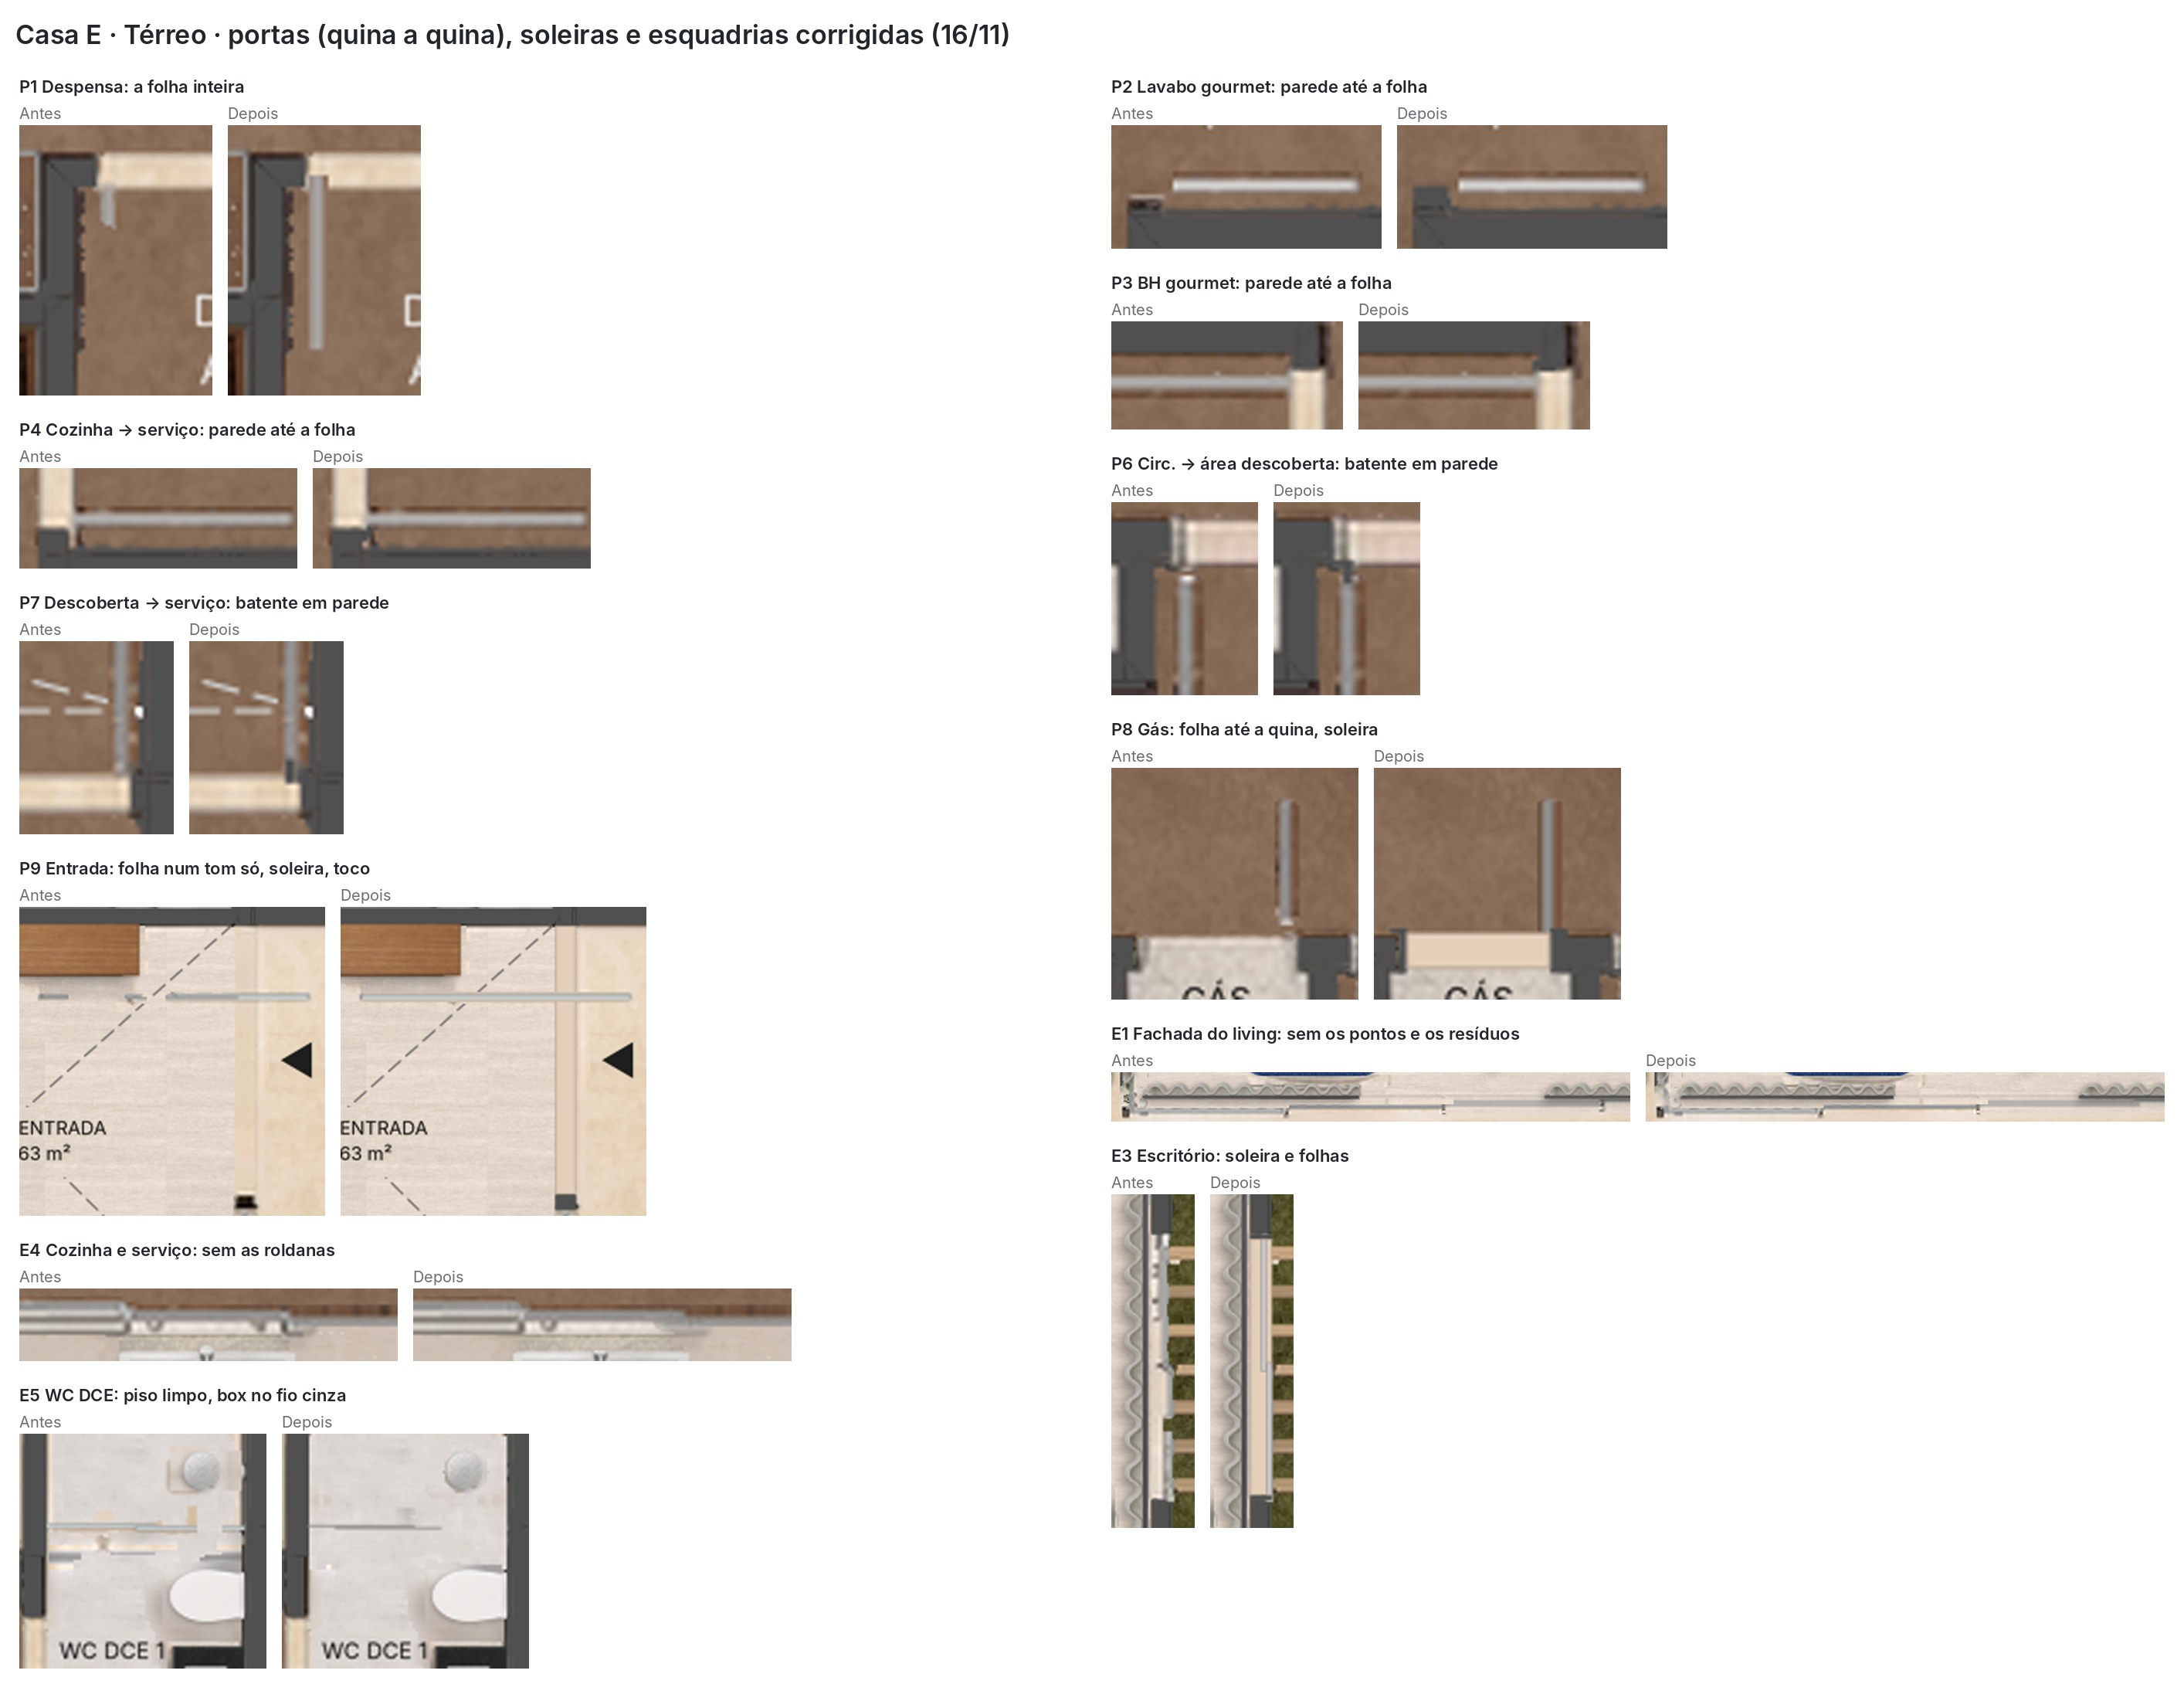 Casa E · Térreo · portas (quina a quina), soleiras e esquadrias corrigidas (16/11)
P1 Despensa: a folha inteira
Antes
Depois
P4 Cozinha → serviço: parede até a folha
Antes
Depois
P7 Descoberta → serviço: batente em parede
Antes
Depois
P9 Entrada: folha num tom só, soleira, toco
Antes
Depois
ENTRADA
63 m²
ENTRADA
63 m²
E4 Cozinha e serviço: sem as roldanas
Antes
Depois
E5 WC DCE: piso limpo, box no fio cinza
Antes
Depois
WC DCE 1
WC DCE 1
P2 Lavabo gourmet: parede até a folha
Antes
Depois
P3 BH gourmet: parede até a folha
Antes
Depois
P6 Circ. → área descoberta: batente em parede
Antes
Depois
P8 Gás: folha até a quina, soleira
Antes
Depois
GÁS
GÁS
E1 Fachada do living: sem os pontos e os resíduos
Antes
Depois
E3 Escritório: soleira e folhas
Antes
Depois